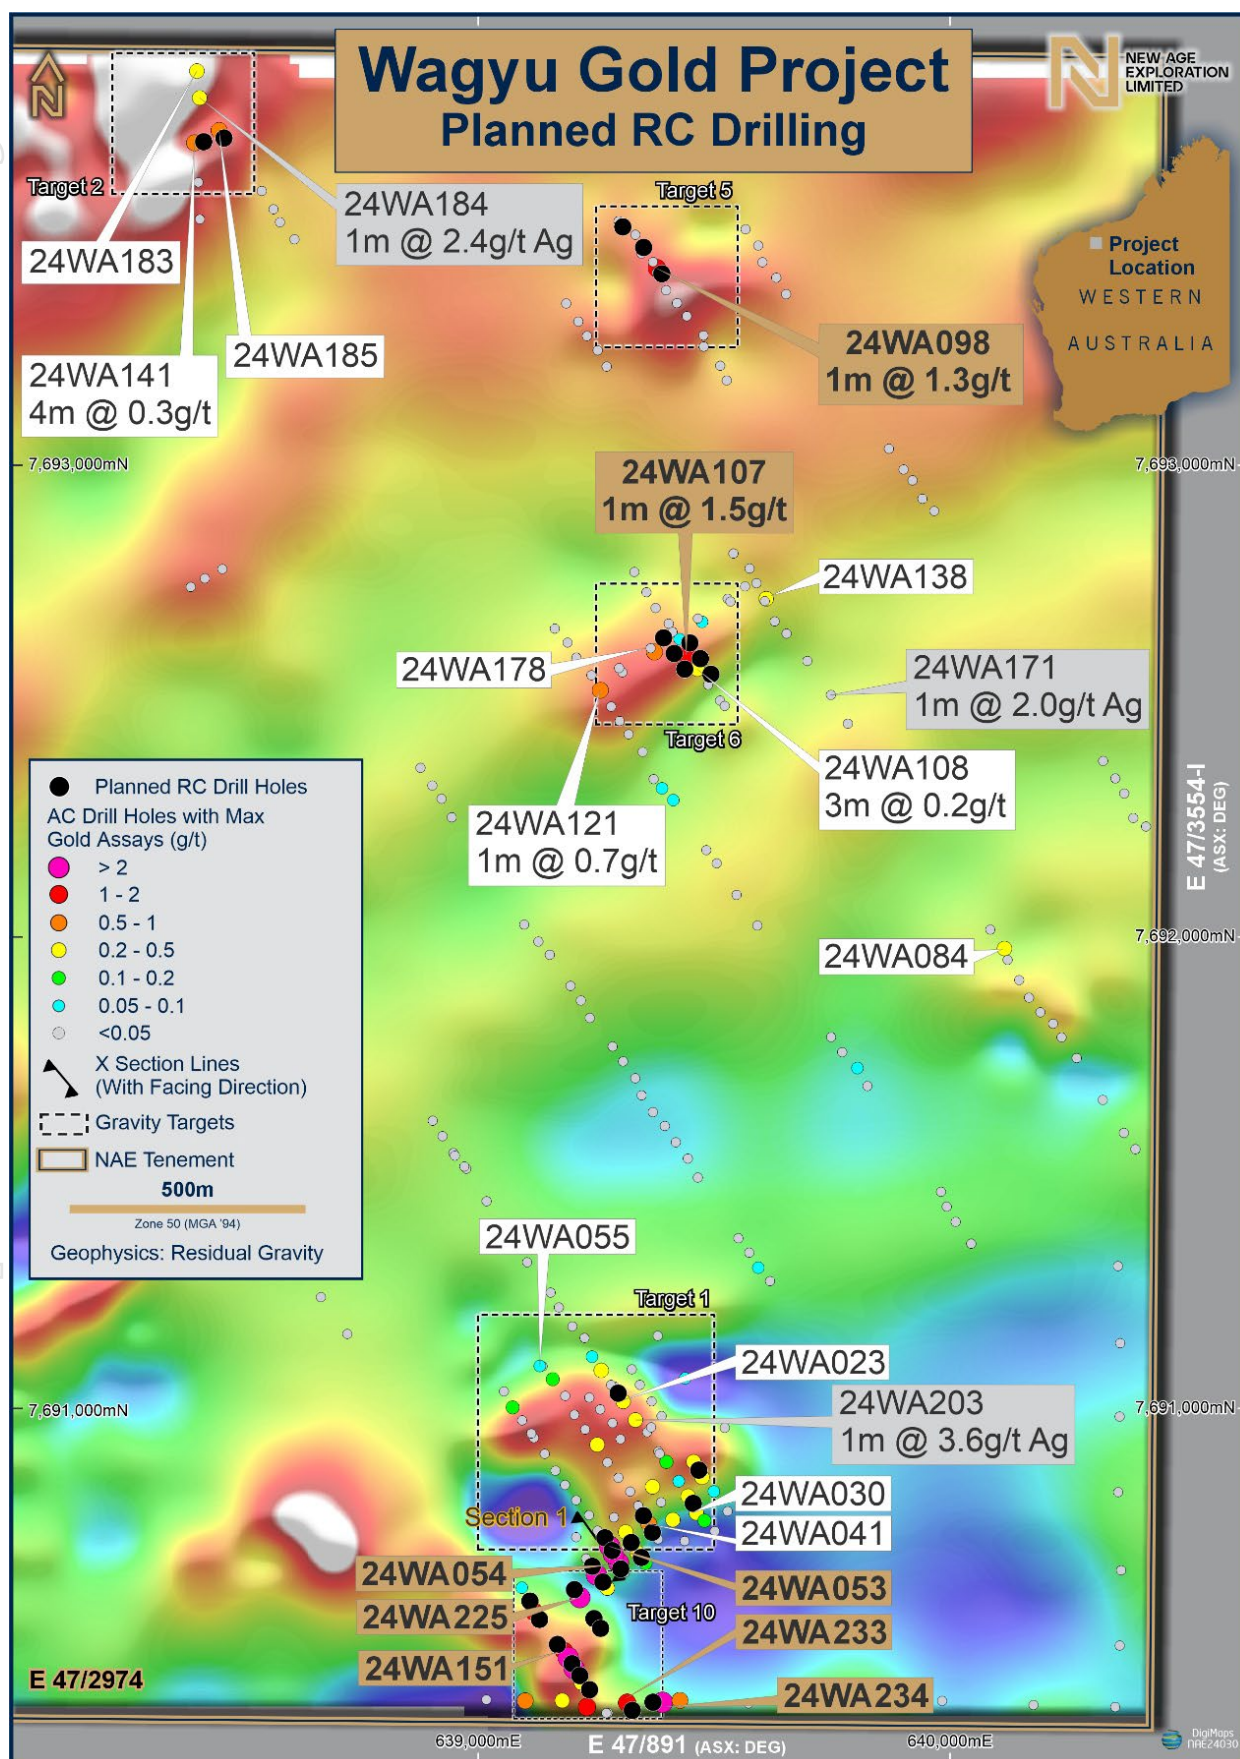 Wagyu Gold Project
Planned RC Drilling
NEW AGE
EXPLORATION
LIMITED
N
Project
Location
WESTERN
AUSTRALIA
Target 2
24WA183
24WA184
1m @ 2.4g/t Ag
24WA141
4m @ 0.3g/t
24WA185
Target 5
24WA098
1m @ 1.3g/t
7,693,000mN
7,693,000mN
24WA107
1m @ 1.5g/t
24WA138
24WA178
24WA171
1m @ 2.0g/t Ag
Target 6
24WA108
3m @ 0.2g/t
24WA121
1m @ 0.7g/t
E 47/3554-I
(ASX: DEG)
Planned RC Drill Holes
AC Drill Holes with Max
Gold Assays (g/t)
> 2
1 - 2
0.5 - 1
0.2 - 0.5
0.1 - 0.2
0.05 - 0.1
<0.05
X Section Lines
(With Facing Direction)
Gravity Targets
NAE Tenement
500m
Zone 50 (MGA '94)
Geophysics: Residual Gravity
7,692,000mN
24WA084
24WA055
Target 1
24WA023
24WA203
1m @ 3.6g/t Ag
7,691,000mN
7,691,000mN
24WA030
24WA041
Section 1
24WA054
24WA053
24WA225
Target 10
24WA233
24WA151
24WA234
E 47/2974
639,000mE
E 47/891 (ASX: DEG)
640,000mE
DigiMaps
NAE24030